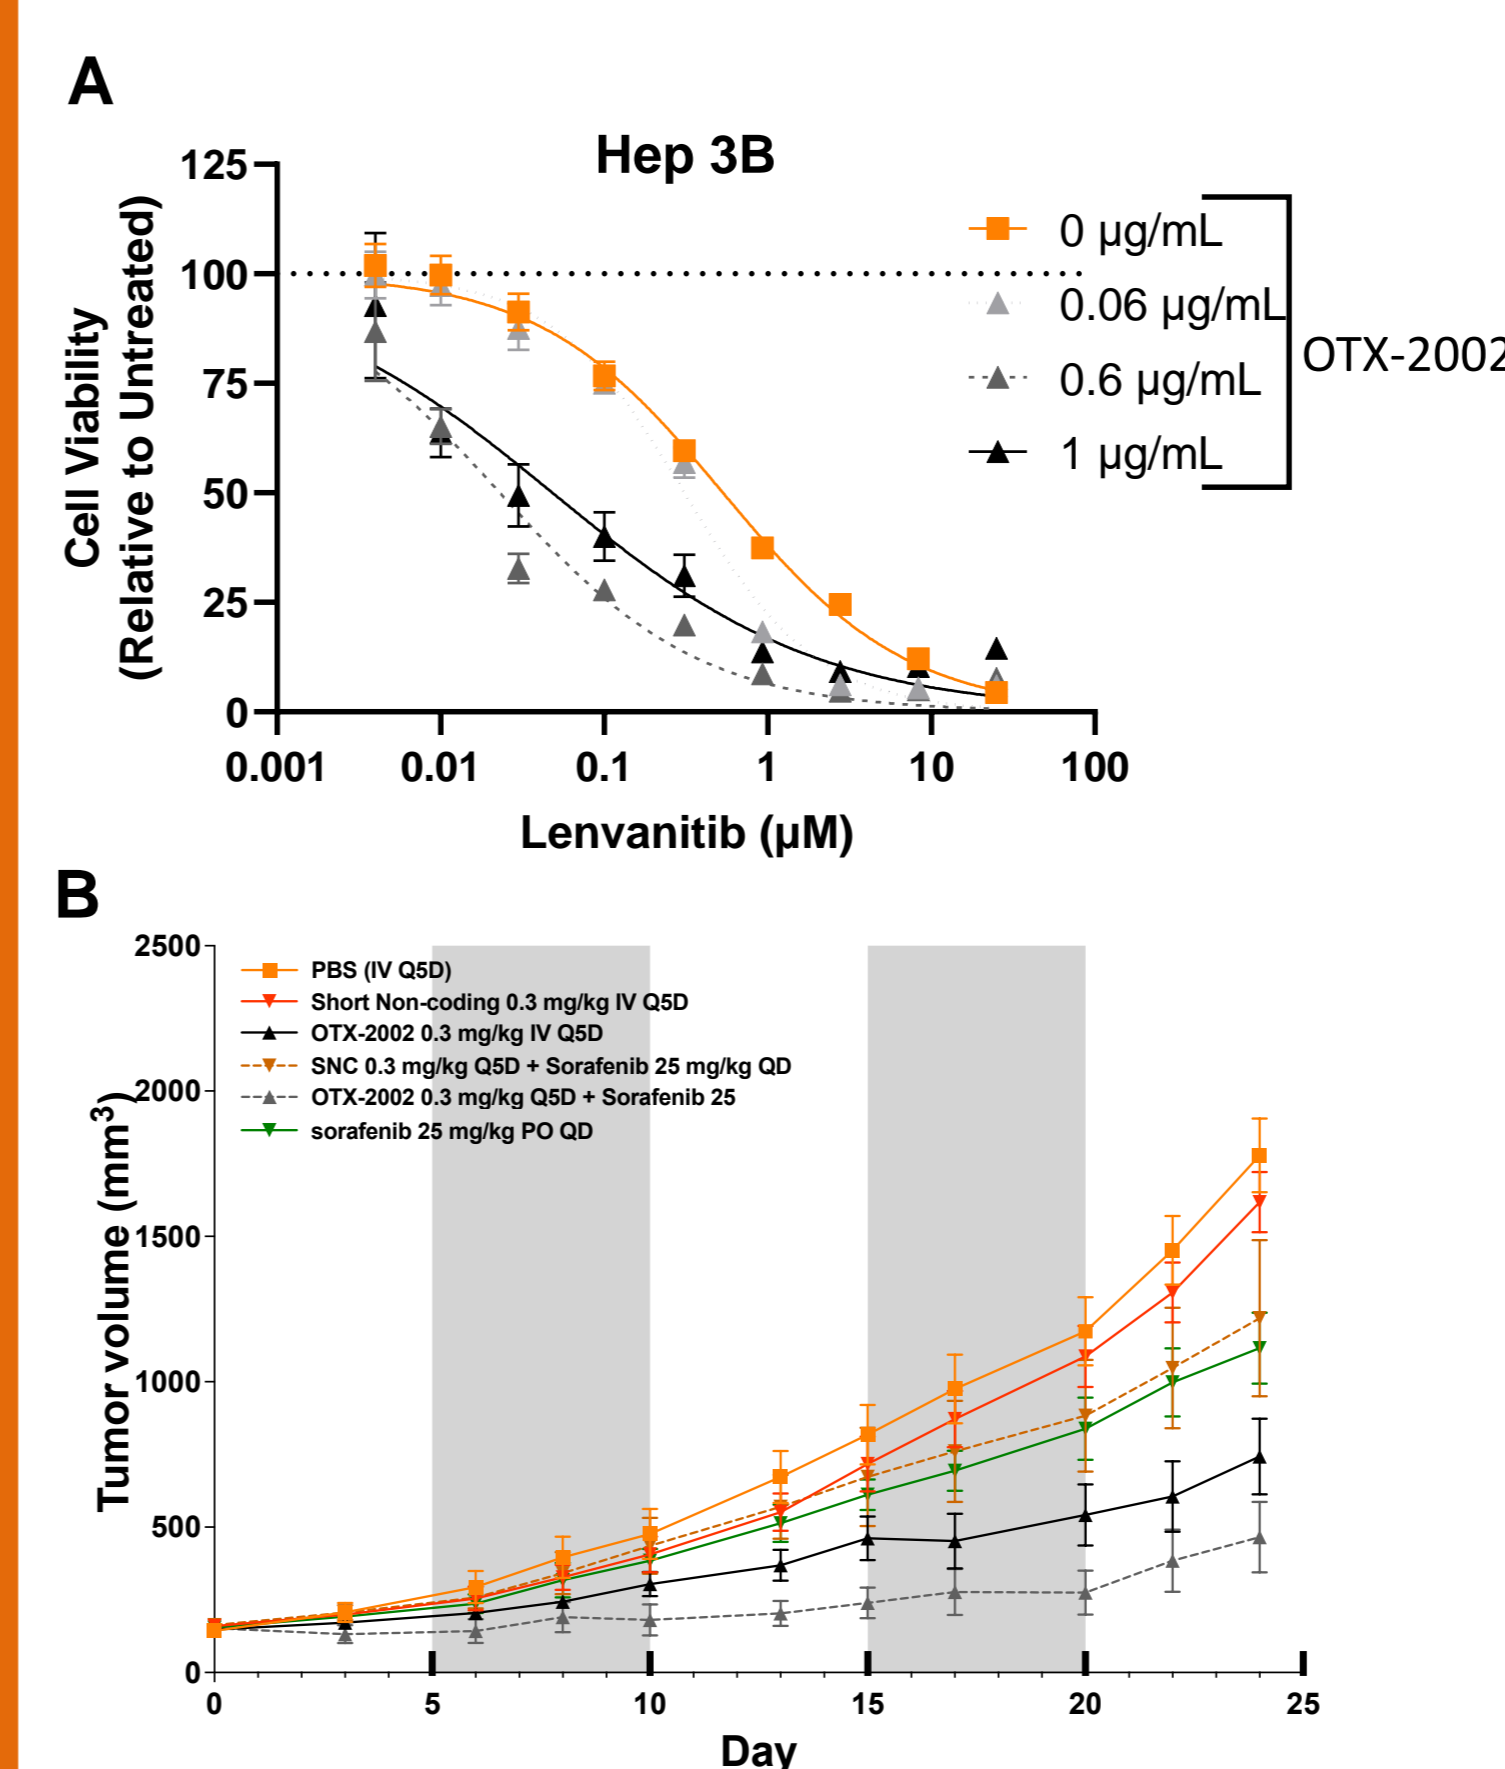 A
Hep 3B
125
100
75
50
25
0
Cell Viability
(Relative to Untreated)
0.001
0.01
0.1
1
10
100
Lenvanitib (µM)
0 µg/mL
0.06 µg/mL
0.6 µg/mL
1 µg/mL
OTX-2002
B
2500
2000
1500
1000
500
0
Tumor volume (mm³)
PBS (IV Q5D)
Short Non-coding 0.3 mg/kg IV Q5D
OTX-2002 0.3 mg/kg IV Q5D
SNC 0.3 mg/kg Q5D + Sorafenib 25 mg/kg QD
OTX-2002 0.3 mg/kg Q5D + Sorafenib 25
sorafenib 25 mg/kg PO QD
0
5
10
15
20
25
Day